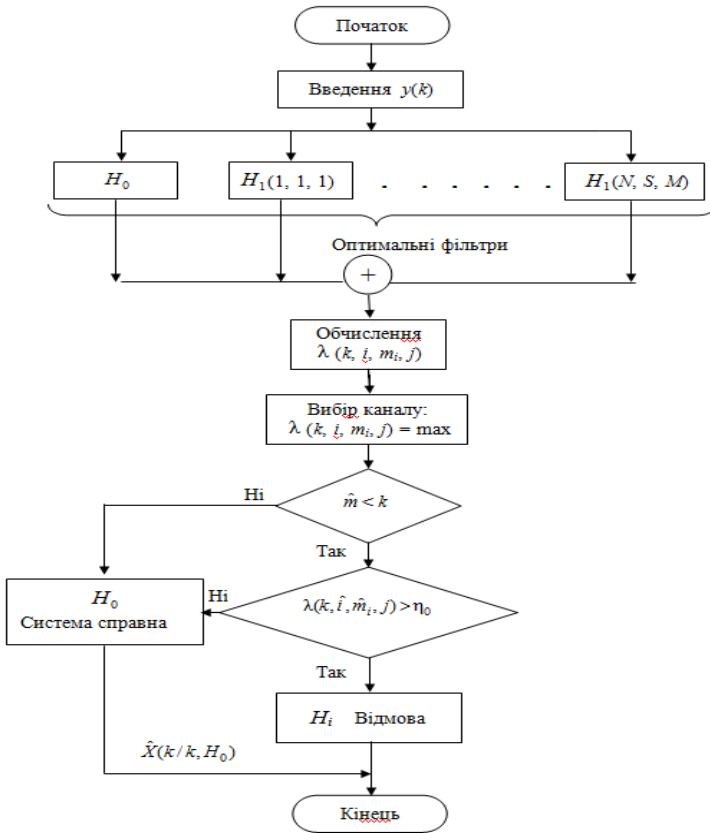 Початок
Введення y(k)
H₀
H₁(1, 1, 1)
. . . . . .
H₁(N, S, M)
Оптимальні фільтри
+
Обчислення
λ (k, i, mᵢ, j)
Вибір каналу:
λ (k, i, mᵢ, j) = max
Ні
m̂ < k
Так
H₀
Система справна
Ні
λ(k, î, m̂ᵢ, j) > η₀
Так
Hᵢ Відмова
X̂(k/k, H₀)
Кінець